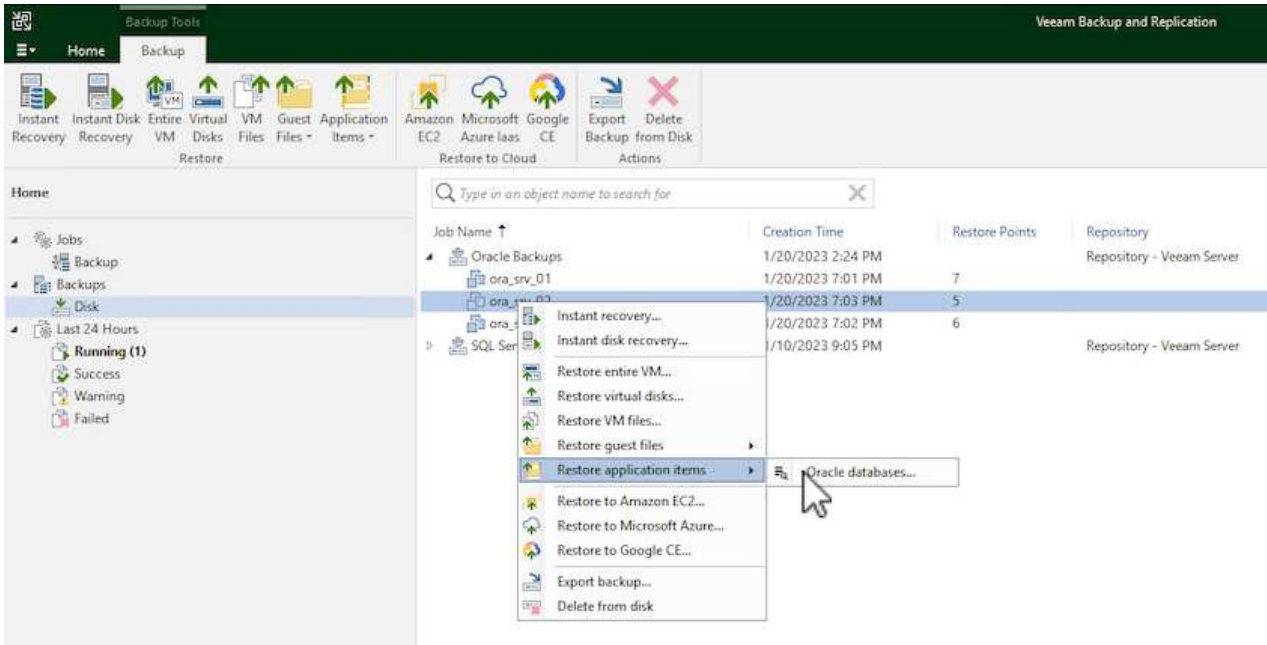 Backup Tools
Veeam Backup and Replication
Home Backup
Instant Recovery
Instant Disk Recovery
Entire VM
Virtual Disks
VM Files
Guest Files
Application Items
Amazon EC2
Microsoft Azure Iaas
Google CE
Export Backup
Delete from Disk
Restore
Restore to Cloud
Actions
Home
Type in an object name to search for
Jobs
Backup
Backups
Disk
Last 24 Hours
Running (1)
Success
Warning
Failed
Job Name Creation Time Restore Points Repository
Oracle Backups 1/20/2023 2:24 PM Repository - Veeam Server
ora_srv_01 1/20/2023 7:01 PM 7
1/20/2023 7:03 PM 5
1/20/2023 7:02 PM 6
SQL Ser 1/10/2023 9:05 PM Repository - Veeam Server
Instant recovery...
Instant disk recovery...
Restore entire VM...
Restore virtual disks...
Restore VM files...
Restore guest files
Restore application items
Oracle databases...
Restore to Amazon EC2...
Restore to Microsoft Azure...
Restore to Google CE...
Export backup...
Delete from disk